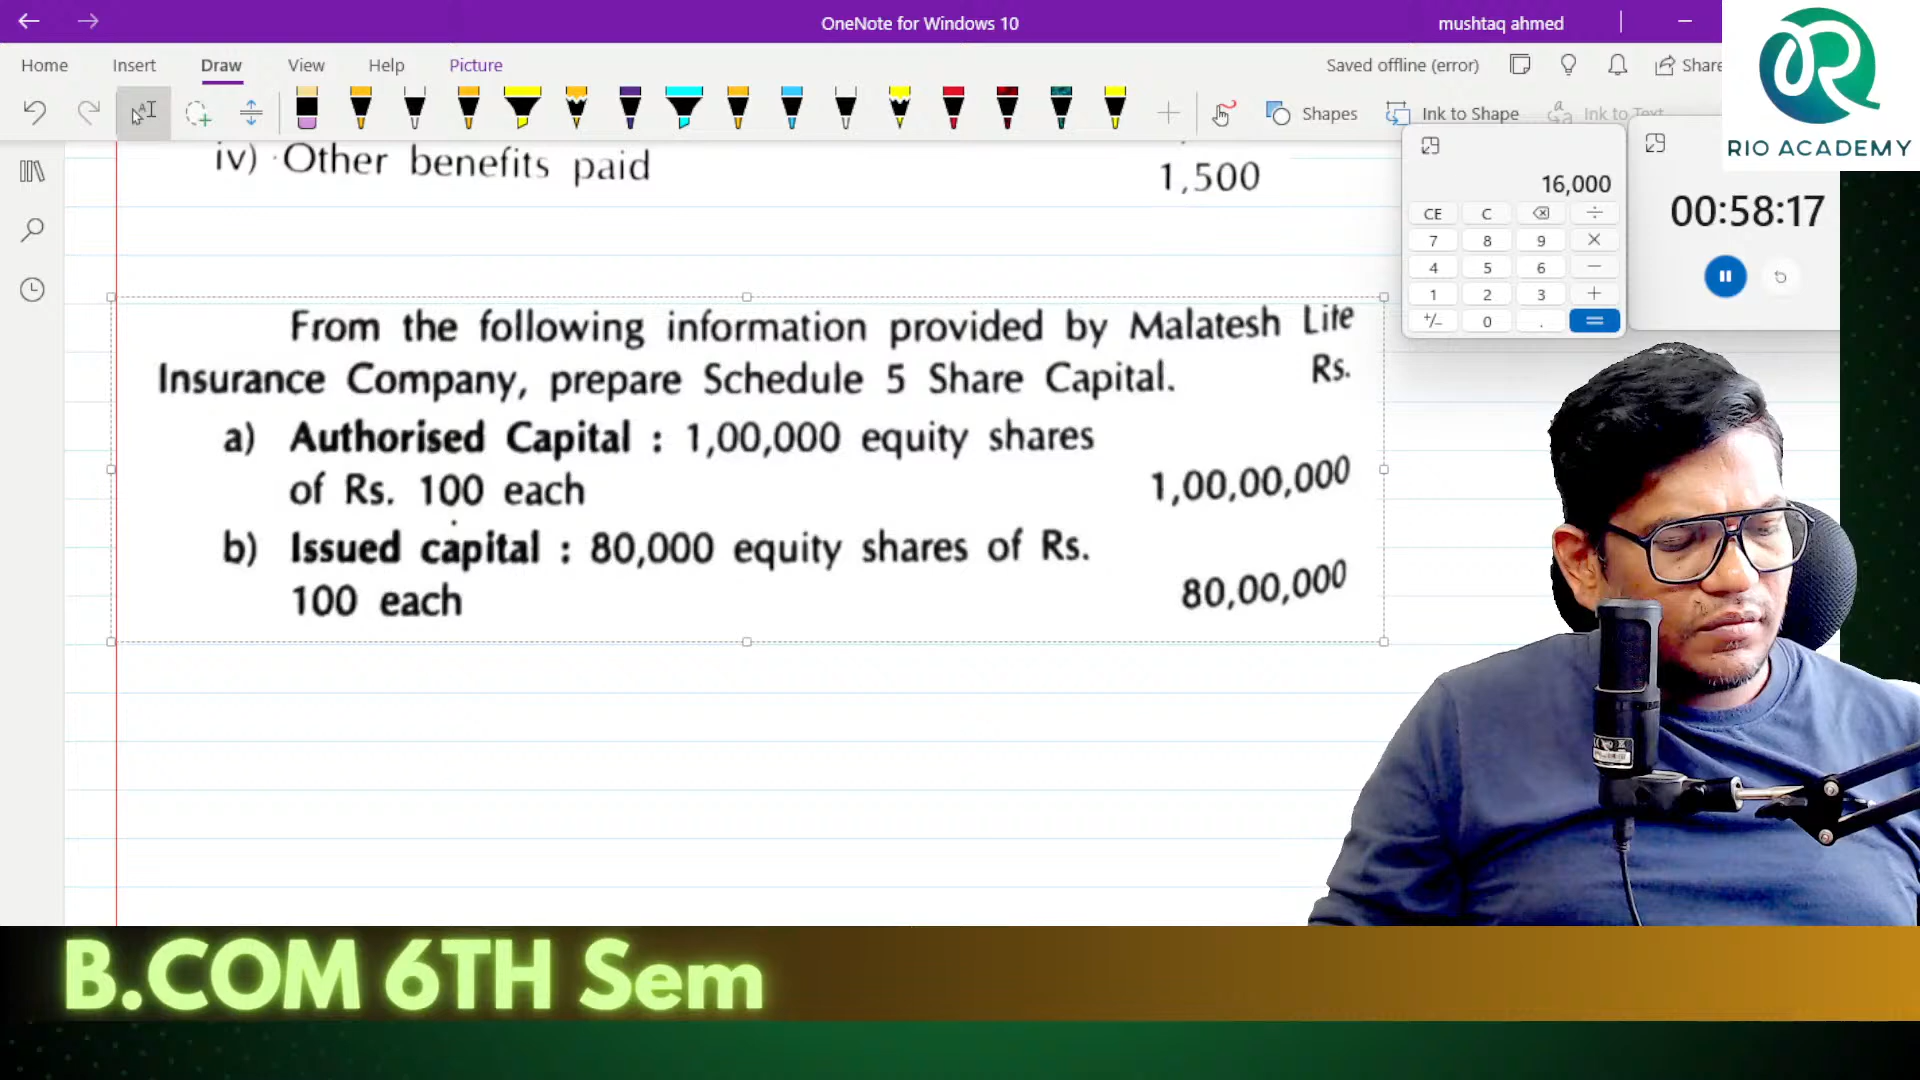 OneNote for Windows 10
mushtaq ahmed
Home Insert Draw View Help Picture
Saved offline (error)
Share
Shapes
Ink to Shape
Ink to Text
RIO ACADEMY
iv) Other benefits paid 1,500
16,000
CE C ÷
7 8 9 ×
4 5 6 −
1 2 3 +
+/− 0 . =
00:58:17
From the following information provided by Malatesh Life
Insurance Company, prepare Schedule 5 Share Capital. Rs.
a) Authorised Capital : 1,00,000 equity shares
of Rs. 100 each 1,00,00,000
b) Issued capital : 80,000 equity shares of Rs.
100 each 80,00,000
B.COM 6TH Sem